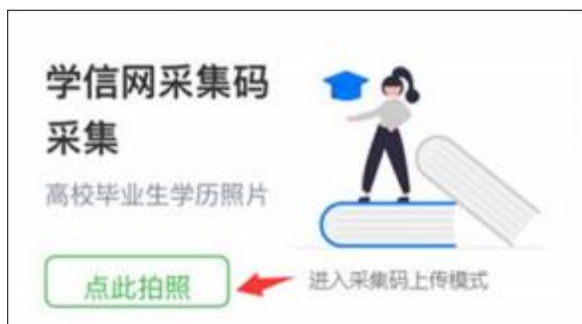 学信网采集码
采集
高校毕业生学历照片
点此拍照
进入采集码上传模式